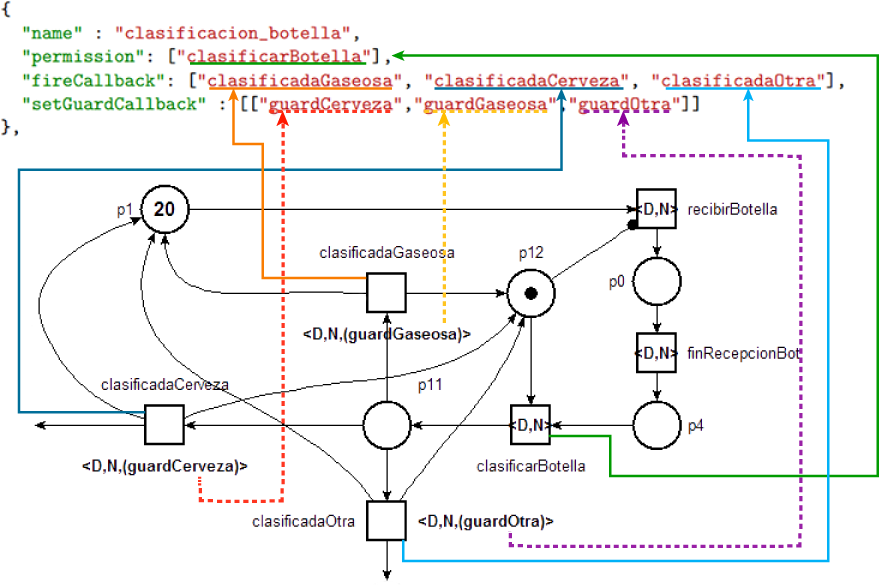 {
"name" : "clasificacion_botella",
"permission": ["clasificarBotella"],
"fireCallback": ["clasificadaGaseosa", "clasificadaCerveza", "clasificadaOtra"],
"setGuardCallback" : [["guardCerveza","guardGaseosa","guardOtra"]]
},
p1
20
<D,N>
recibirBotella
clasificadaGaseosa
p12
p0
<D,N,(guardGaseosa)>
<D,N>
finRecepcionBot
clasificadaCerveza
p11
<D,N>
p4
<D,N,(guardCerveza)>
clasificarBotella
clasificadaOtra
<D,N,(guardOtra)>